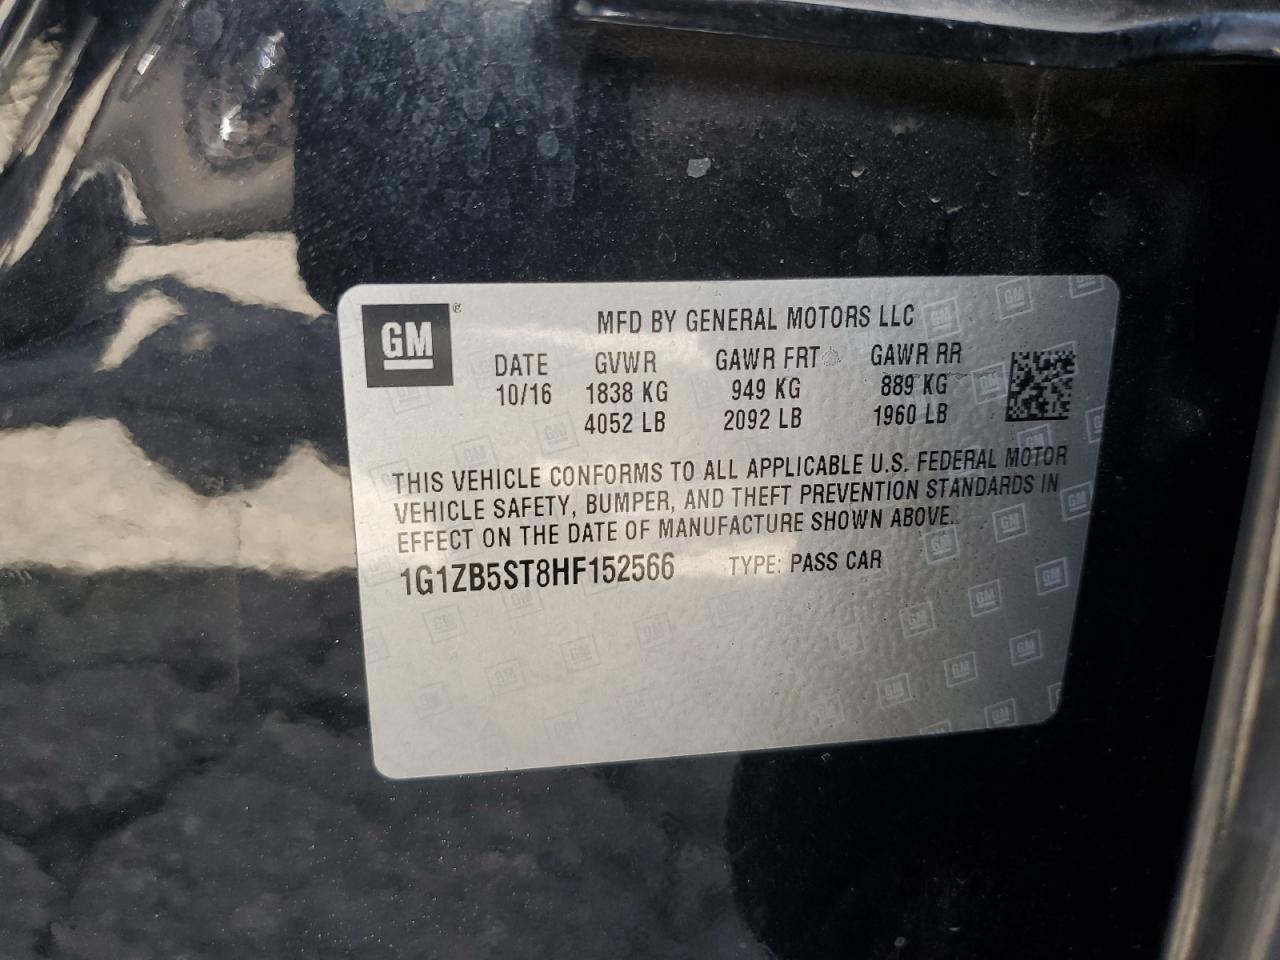 GM ®
MFD BY GENERAL MOTORS LLC
DATE GVWR GAWR FRT GAWR RR
10/16 1838 KG 949 KG 889 KG
4052 LB 2092 LB 1960 LB
THIS VEHICLE CONFORMS TO ALL APPLICABLE U.S. FEDERAL MOTOR
VEHICLE SAFETY, BUMPER, AND THEFT PREVENTION STANDARDS IN
EFFECT ON THE DATE OF MANUFACTURE SHOWN ABOVE.
1G1ZB5ST8HF152566 TYPE: PASS CAR